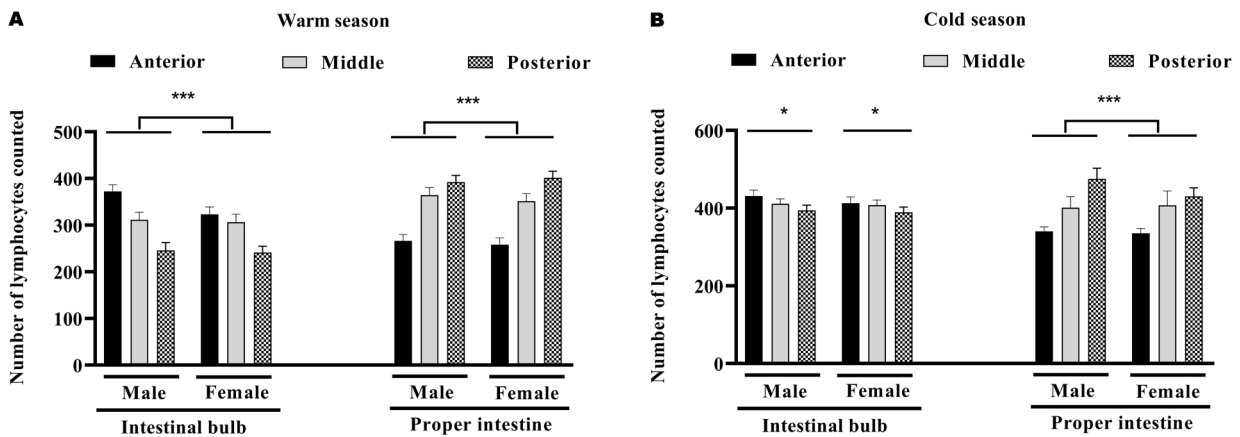 A
Warm season
Anterior Middle Posterior
Number of lymphocytes counted
500
400
300
200
100
0
***
***
Male Female Male Female
Intestinal bulb Proper intestine
B
Cold season
Anterior Middle Posterior
Number of lymphocytes counted
600
400
200
0
*
*
***
Male Female Male Female
Intestinal bulb Proper intestine